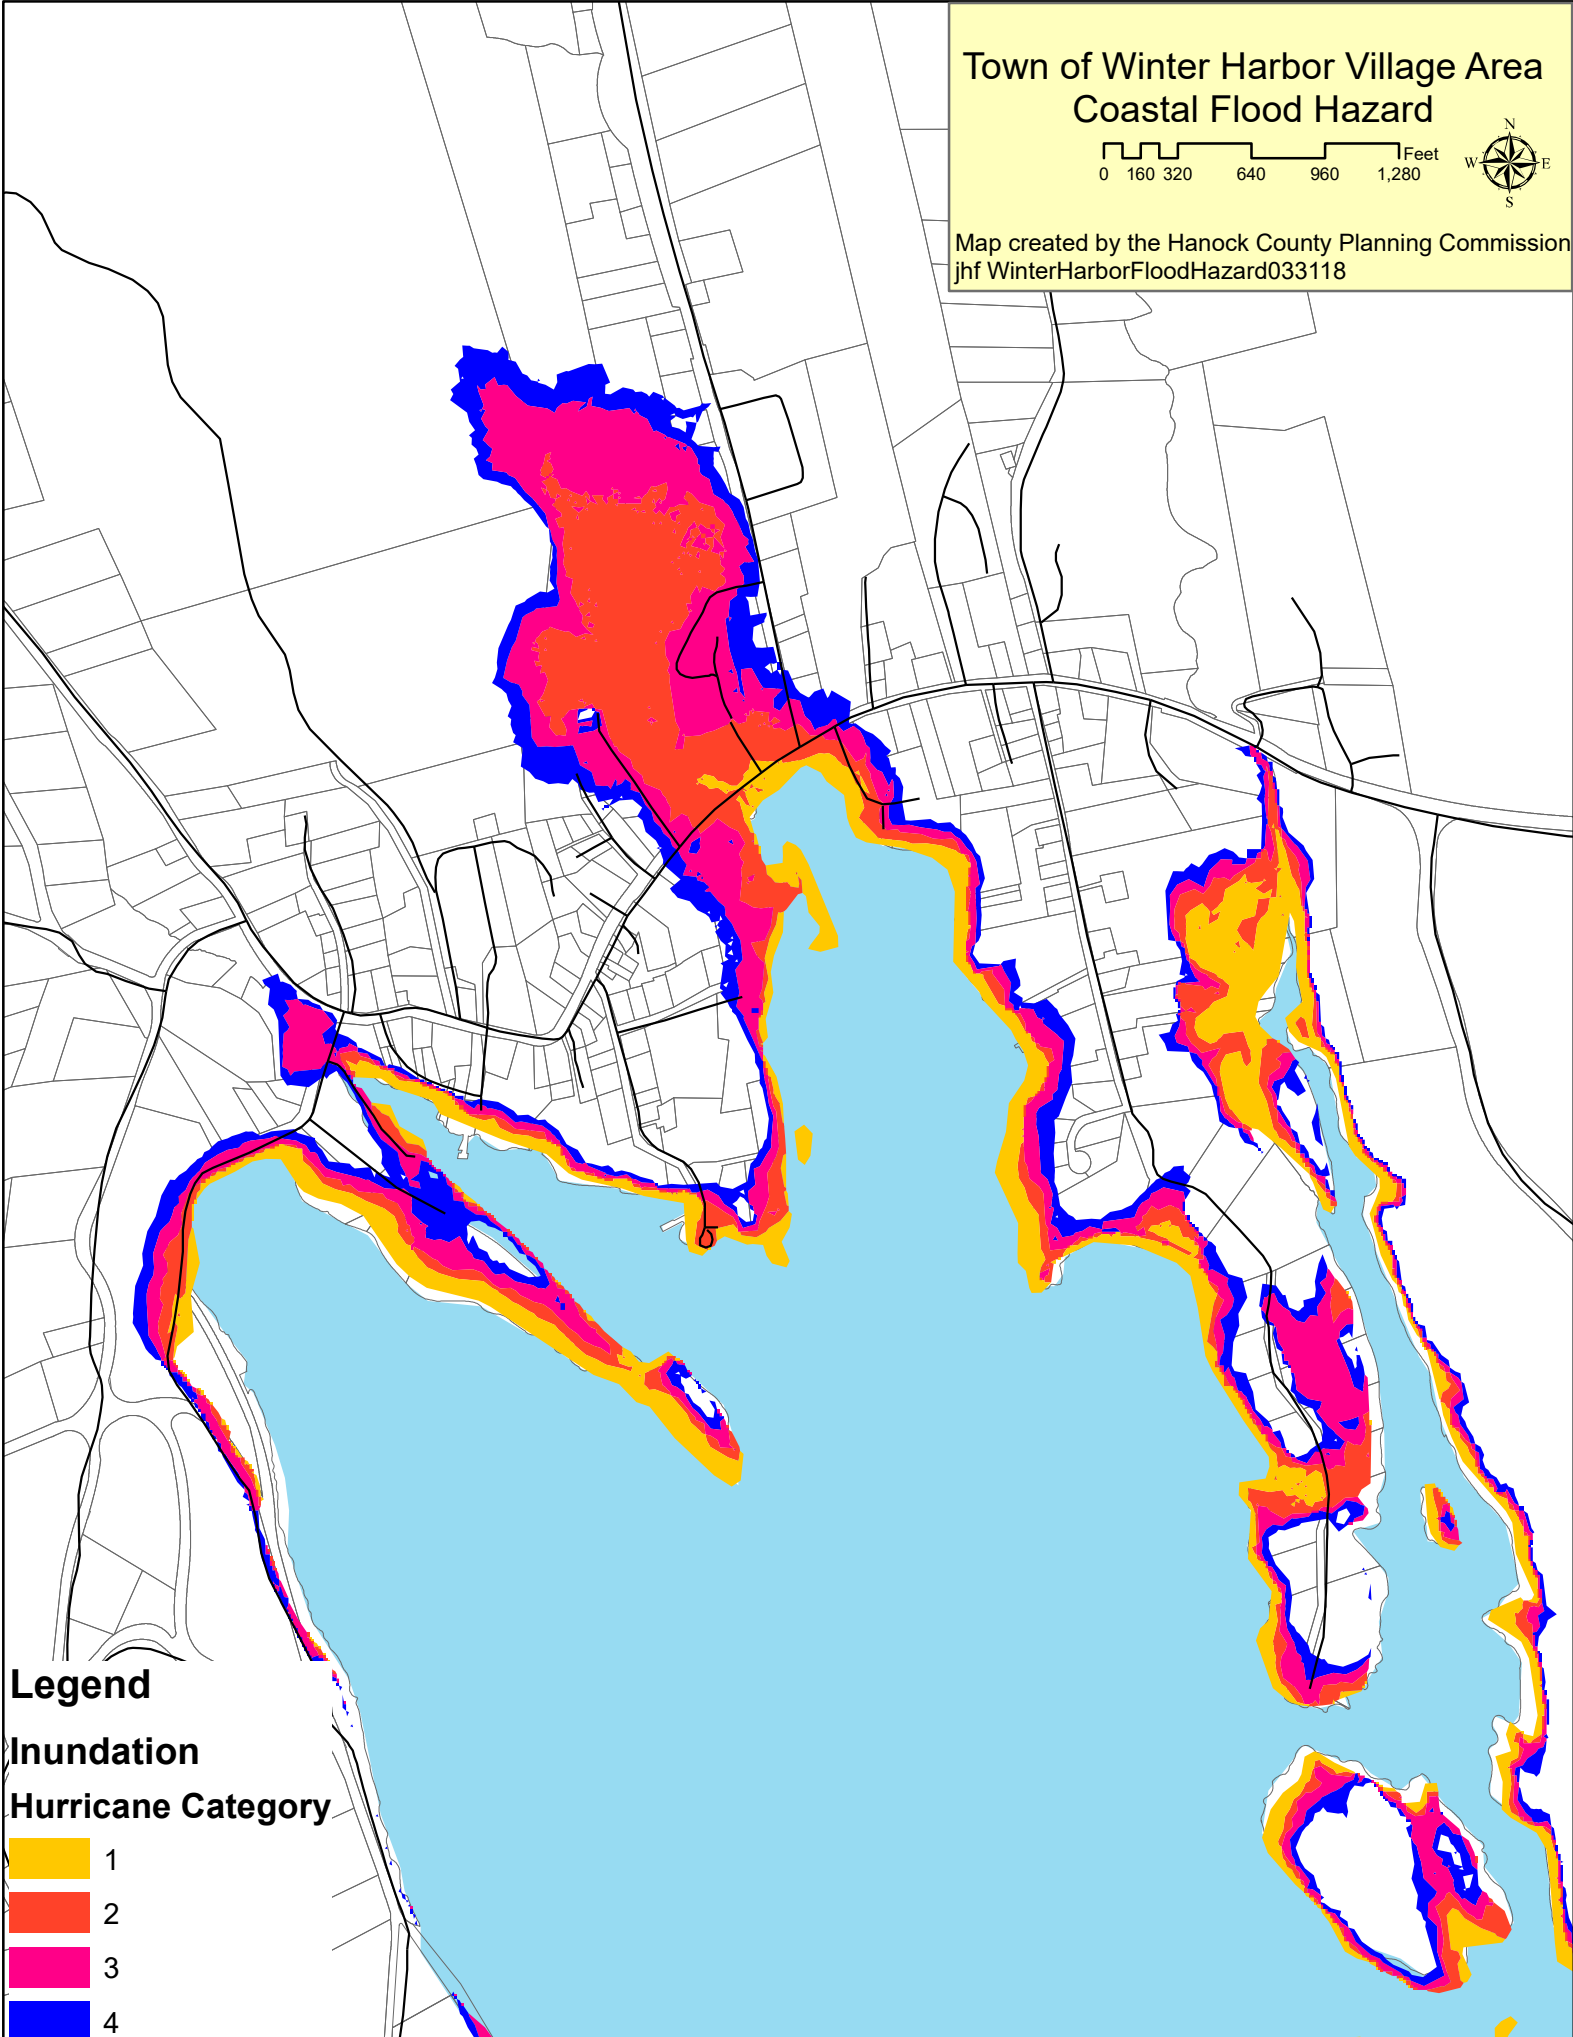 Town of Winter Harbor Village Area
Coastal Flood Hazard
N
W E
S
Feet
0 160 320 640 960 1,280
Map created by the Hanock County Planning Commission
jhf WinterHarborFloodHazard033118
Legend
Inundation
Hurricane Category
1
2
3
4